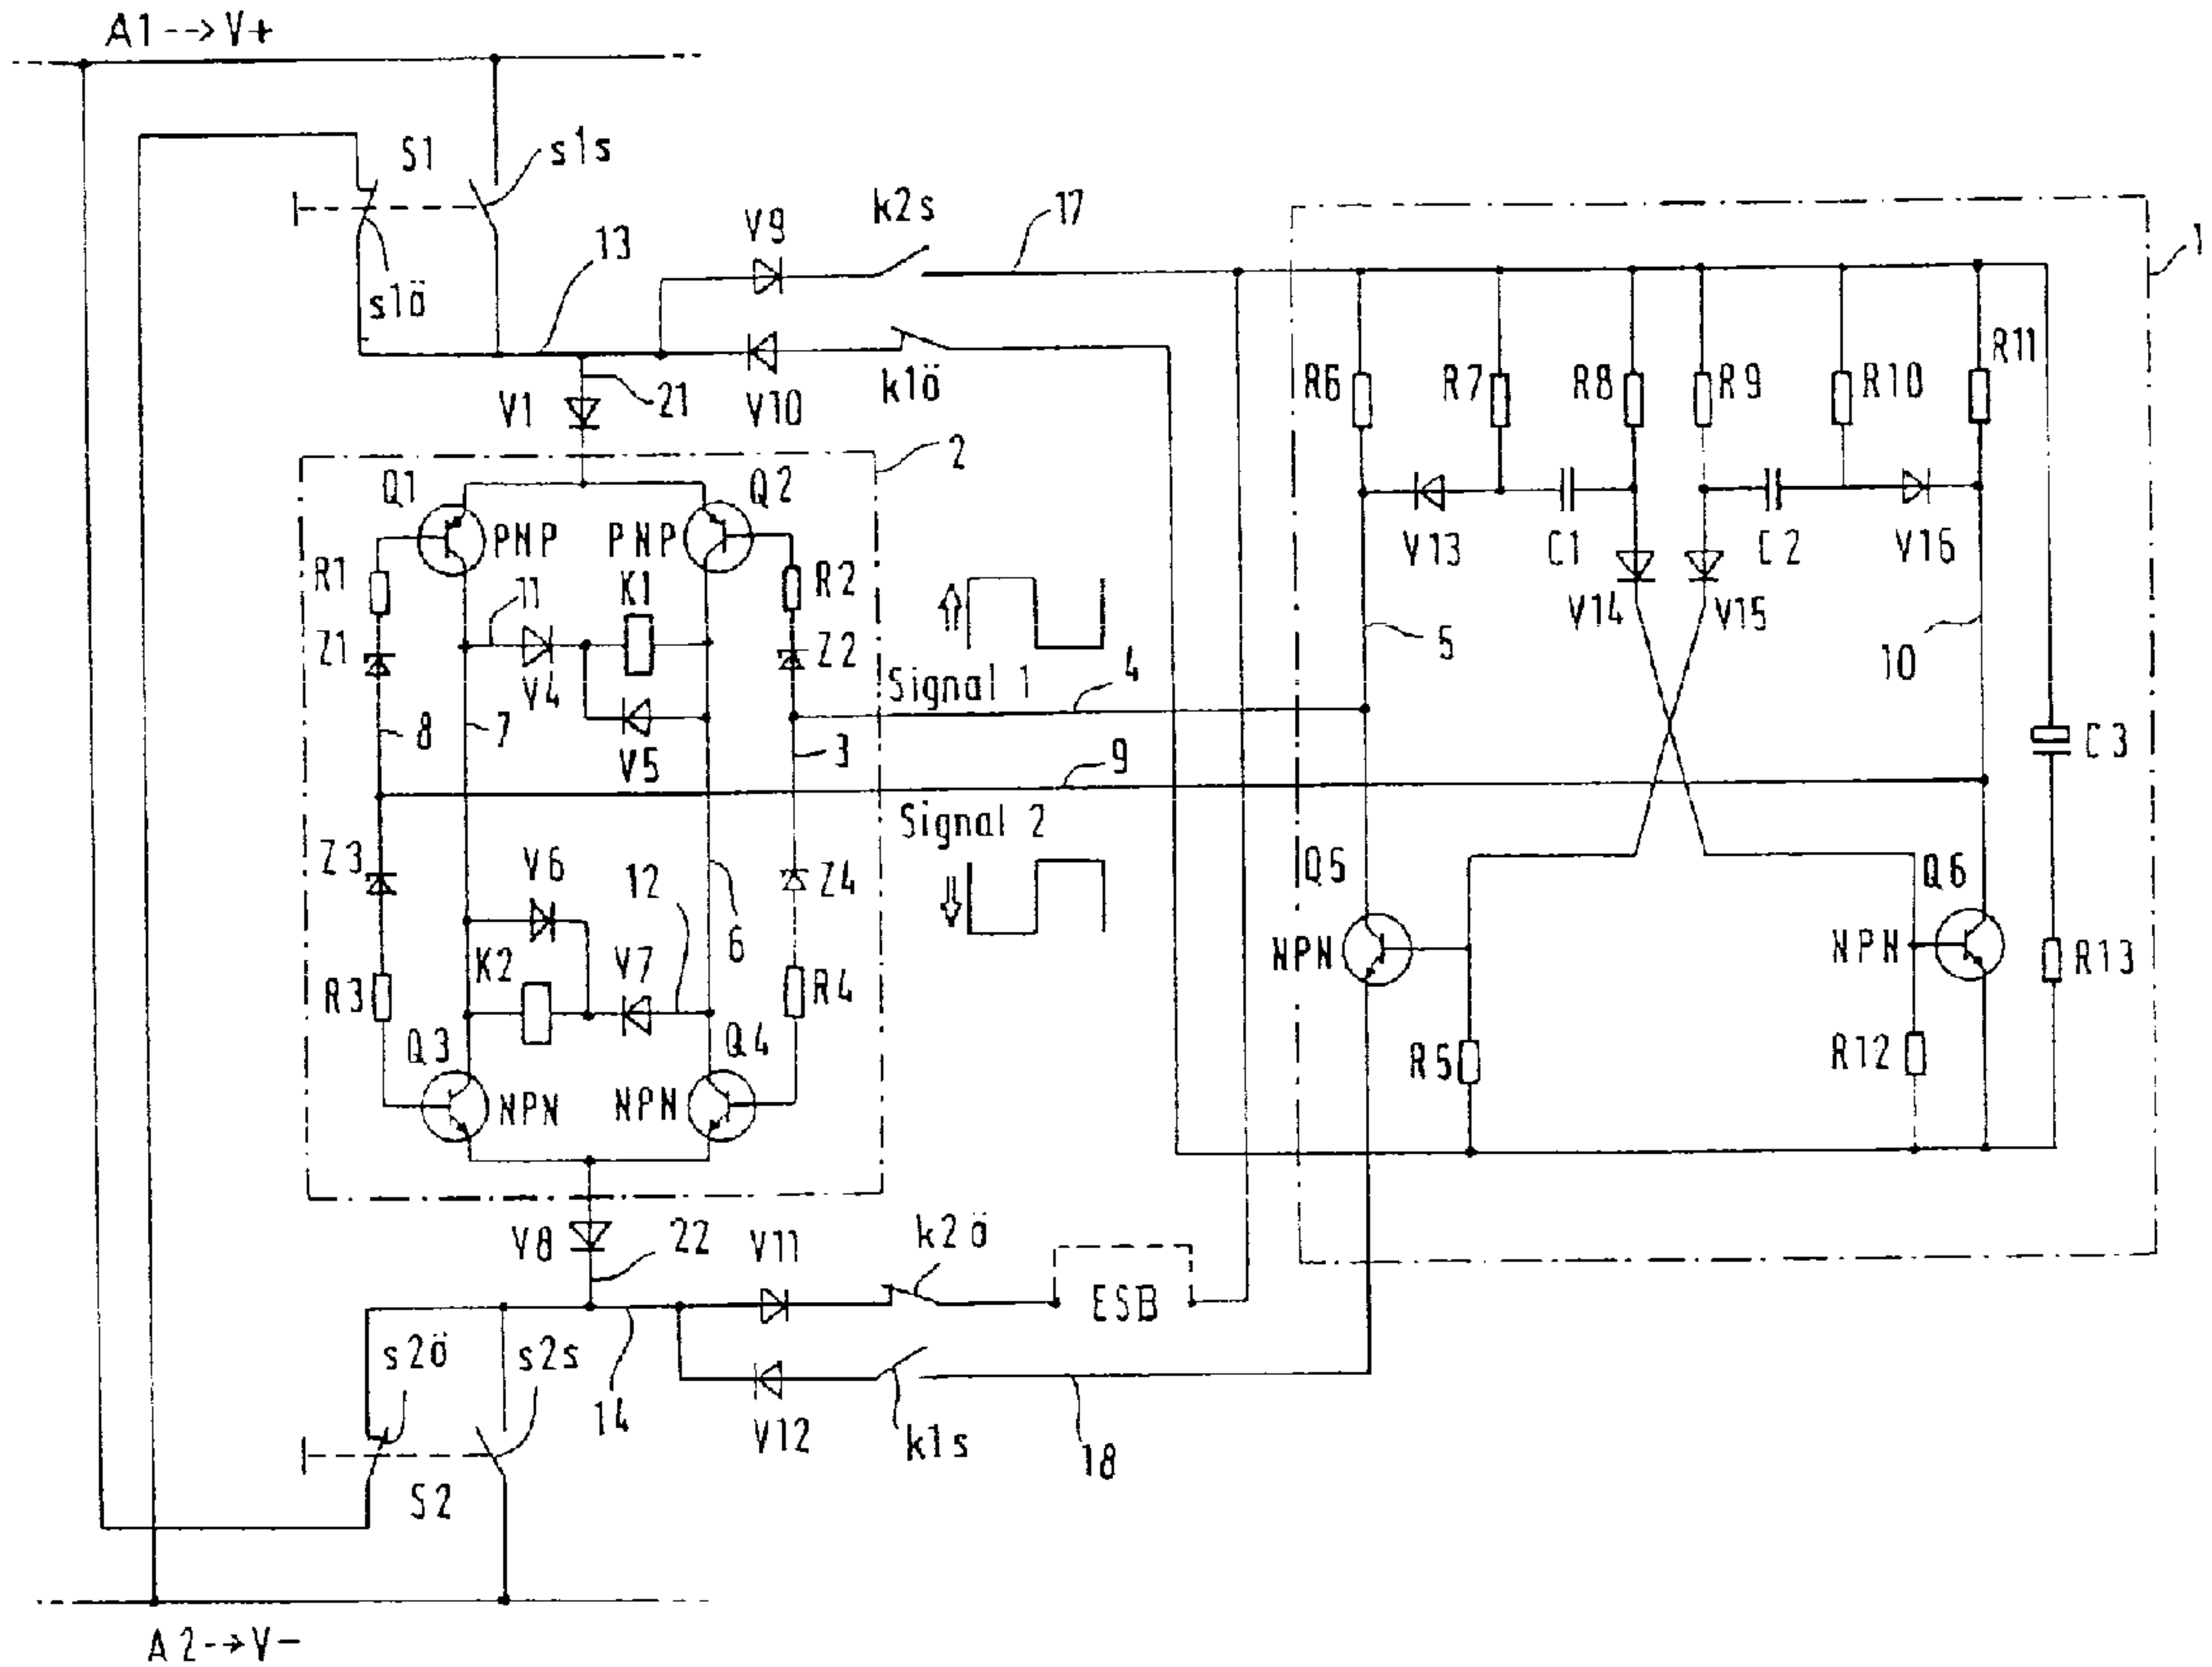 A1 --> V+
S1
s1s
s1ö
13
V9
k2s
17
1
V10
k1ö
V1
21
R6
R7
R8
R9
R10
R11
2
Q1
Q2
PNP
PNP
V13
C1
C2
V16
R1
K1
R2
11
V14
V15
Z1
Z2
V4
Signal 1
4
5
10
8
7
V5
3
9
C3
Signal 2
Z3
V6
12
Z4
Q5
Q6
6
K2
V7
NPN
NPN
R13
R3
R4
Q3
Q4
R5
R12
NPN
NPN
V8
22
V11
k2ö
ESB
s2ö
s2s
14
V12
k1s
18
S2
A2 --> V-